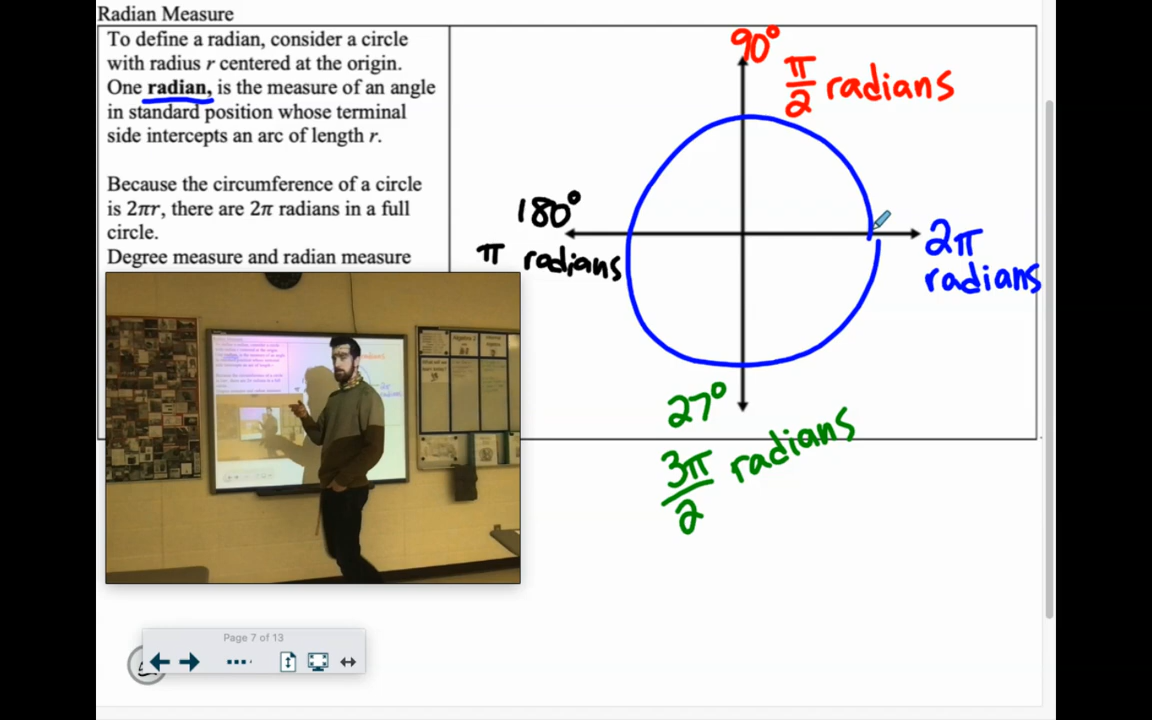 Radian Measure
To define a radian, consider a circle
with radius r centered at the origin.
One radian, is the measure of an angle
in standard position whose terminal
side intercepts an arc of length r.
Because the circumference of a circle
is 2πr, there are 2π radians in a full
circle.
Degree measure and radian measure
90°
π/2 radians
180°
π radians
2π
radians
27°
3π/2 radians
Page 7 of 13